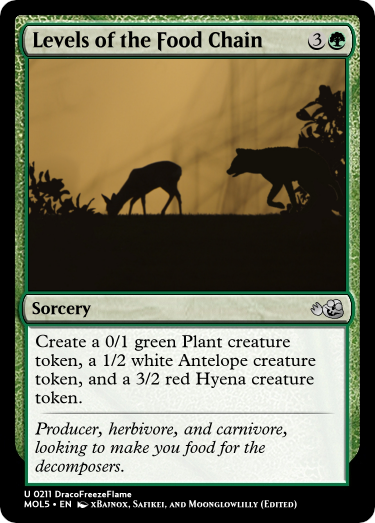 Levels of the Food Chain 3
Sorcery
Create a 0/1 green Plant creature
token, a 1/2 white Antelope creature
token, and a 3/2 red Hyena creature
token.
Producer, herbivore, and carnivore,
looking to make you food for the
decomposers.
U 0211 DracoFreezeFlame
MOL5 • EN xBainox, Safikei, and Moonglowlilly (Edited)